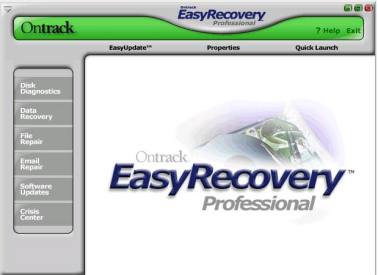 Ontrack
Ontrack
EasyRecovery
Professional
? Help Exit
EasyUpdate™ Properties Quick Launch
Disk
Diagnostics
Data
Recovery
File
Repair
Email
Repair
Software
Updates
Crisis
Center
Ontrack
EasyRecovery™
Professional